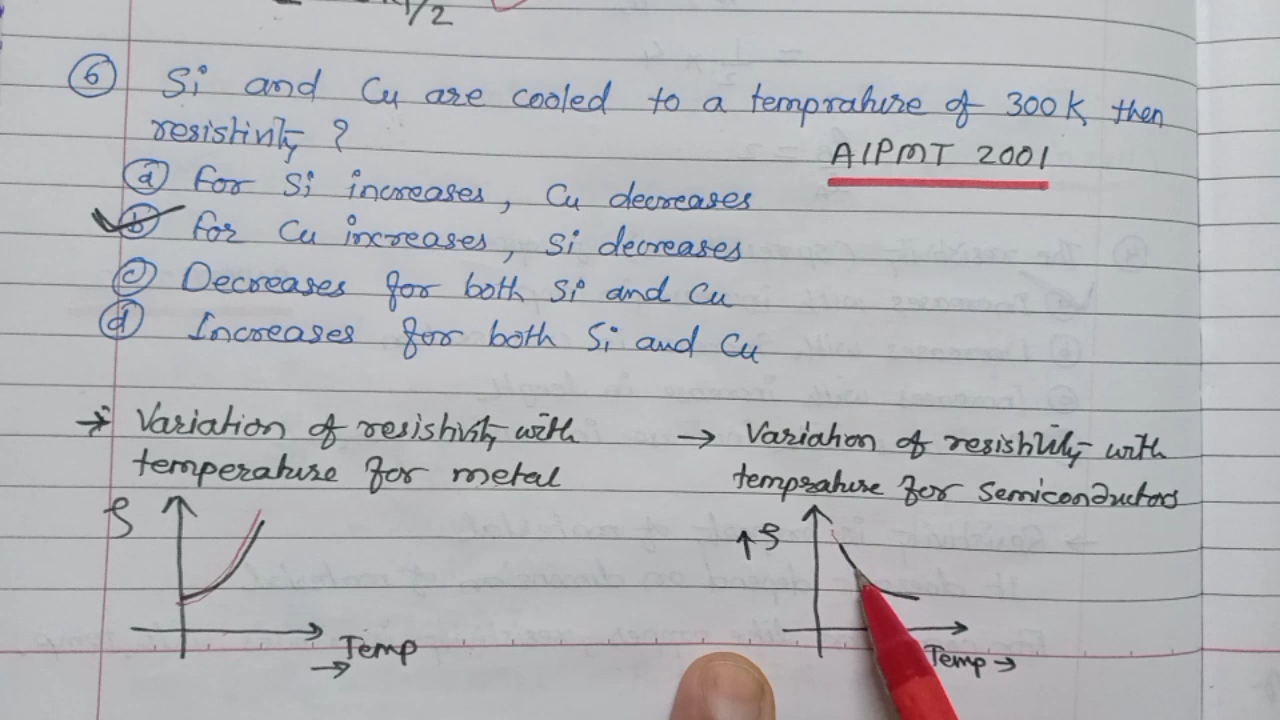 ⑥ Si and Cu are cooled to a temprature of 300K then
resistivity ?
AIPMT 2001
ⓐ For Si increases, Cu decreases
ⓑ For Cu increases, Si decreases
ⓒ Decreases for both Si and Cu
ⓓ Increases for both Si and Cu
→ Variation of resistivity with
temperature for metal
→ Variation of resistivity with
temprature for semiconductors
ρ
Temp
→
↑ρ
Temp →